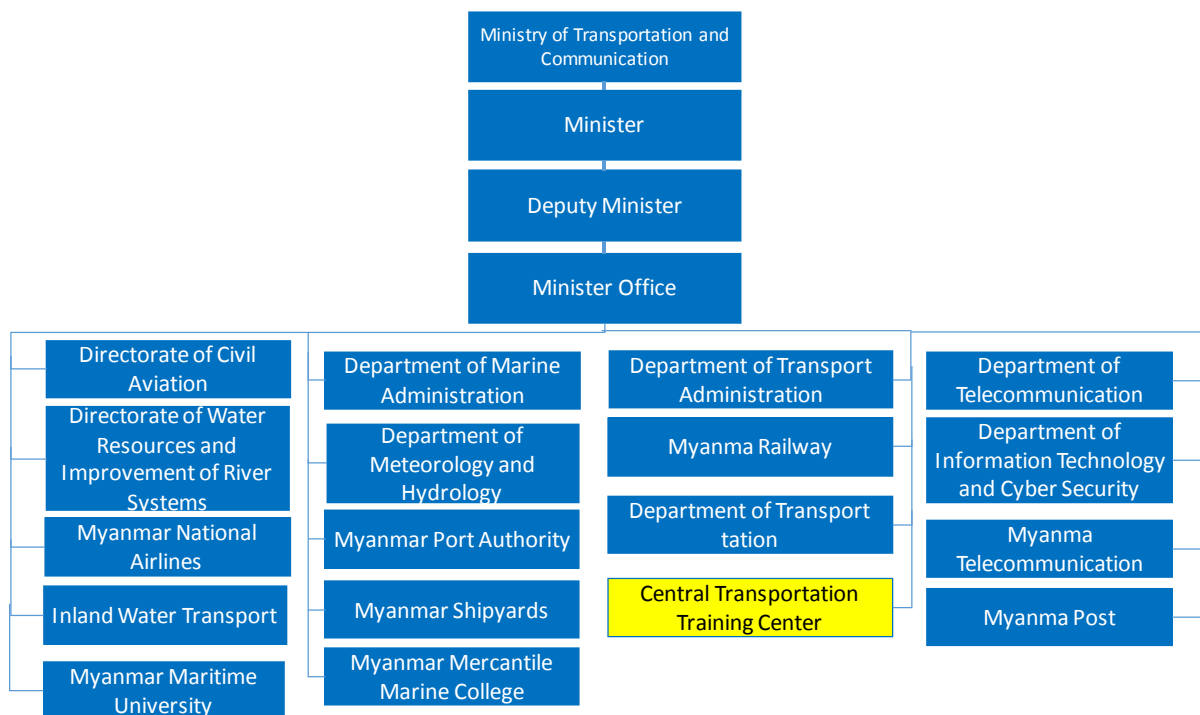 Ministry of Transportation and
Communication
Minister
Deputy Minister
Minister Office
Directorate of Civil
Aviation
Directorate of Water
Resources and
Improvement of River
Systems
Myanmar National
Airlines
Inland Water Transport
Myanmar Maritime
University
Department of Marine
Administration
Department of
Meteorology and
Hydrology
Myanmar Port Authority
Myanmar Shipyards
Myanmar Mercantile
Marine College
Department of Transport
Administration
Myanma Railway
Department of Transport
tation
Central Transportation
Training Center
Department of
Telecommunication
Department of
Information Technology
and Cyber Security
Myanma
Telecommunication
Myanma Post